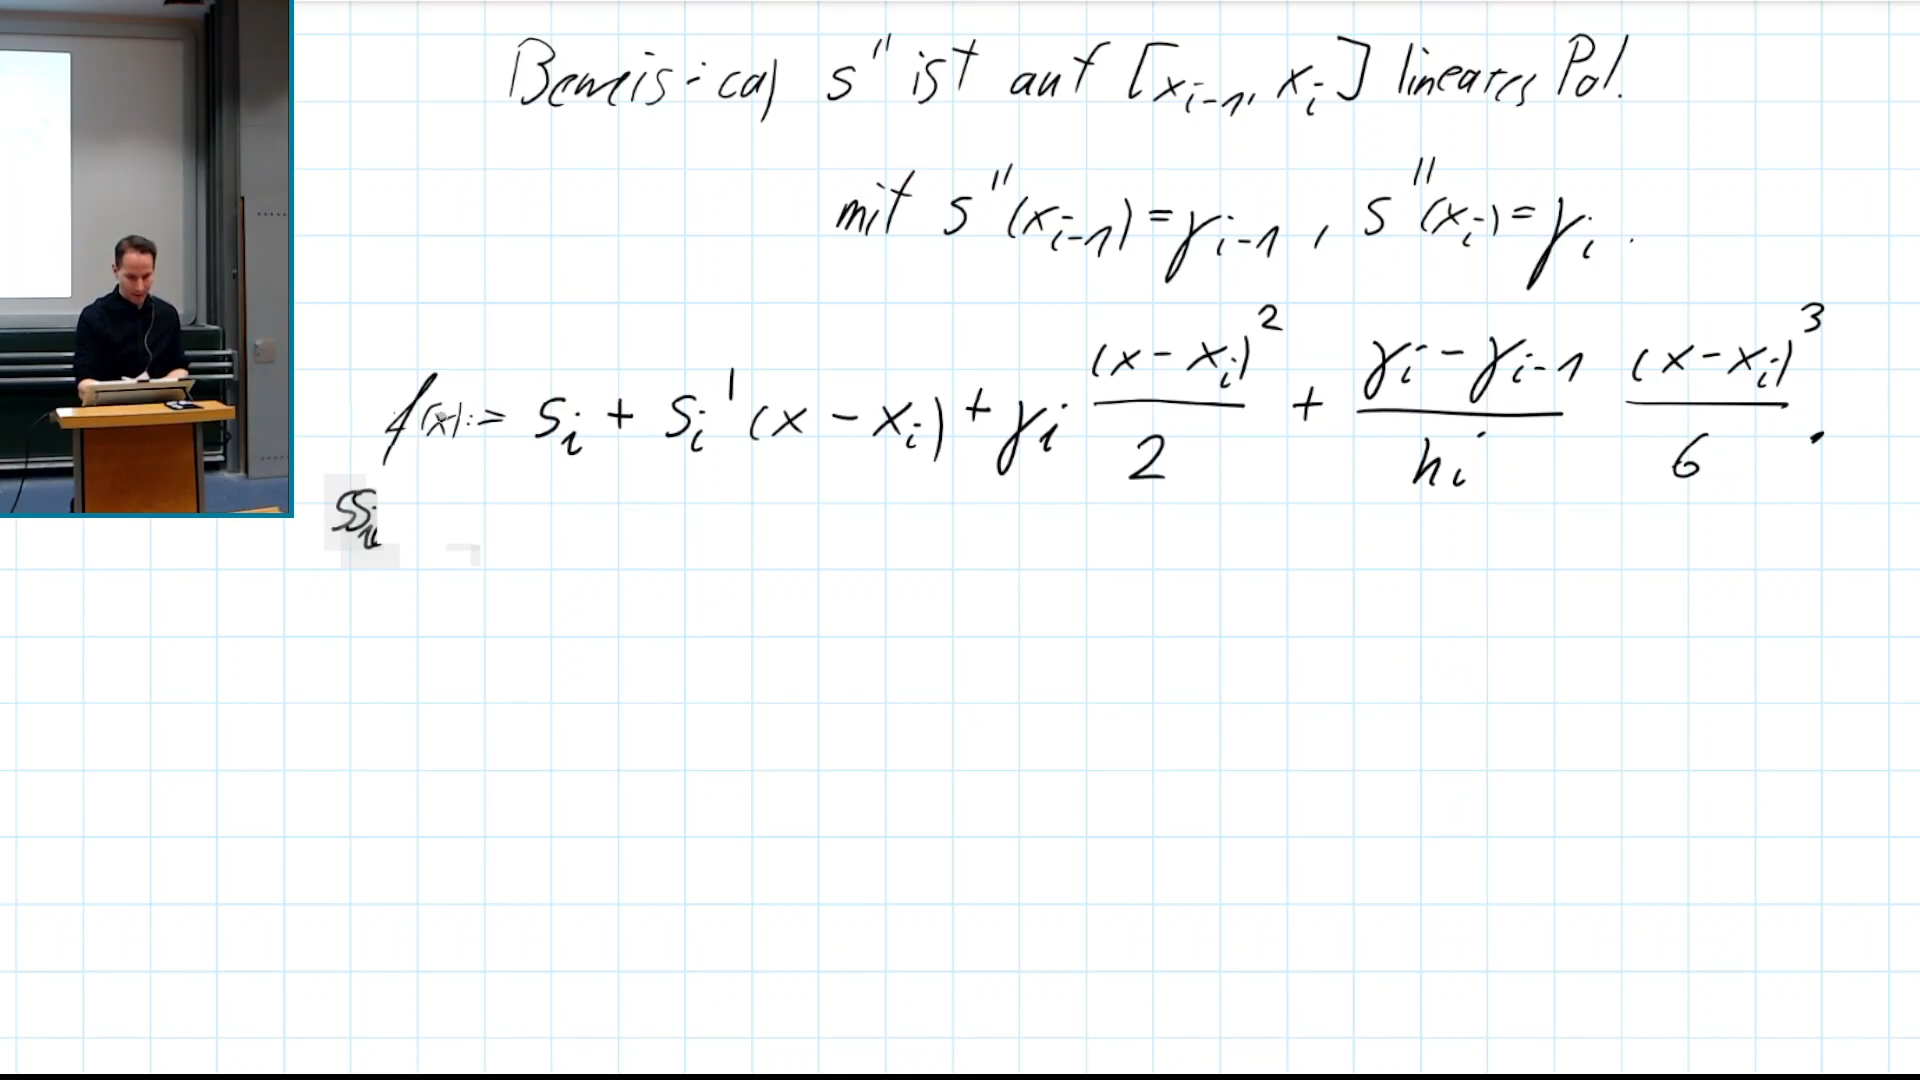 Beweis: (a) s'' ist auf [x_{i-1}, x_i] lineares Pol.
mit s''(x_{i-1}) = γ_{i-1}, s''(x_i) = γ_i.
f(x) := s_i + s_i' (x - x_i) + γ_i (x - x_i)^2 / 2 + (γ_i - γ_{i-1}) / h_i (x - x_i)^3 / 6.